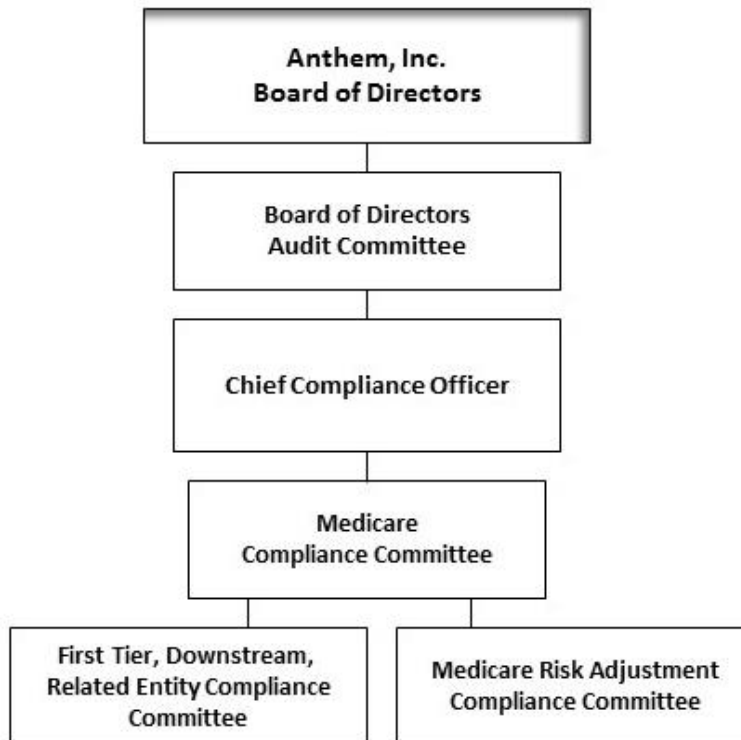 Anthem, Inc.
Board of Directors
Board of Directors
Audit Committee
Chief Compliance Officer
Medicare
Compliance Committee
First Tier, Downstream,
Related Entity Compliance
Committee
Medicare Risk Adjustment
Compliance Committee